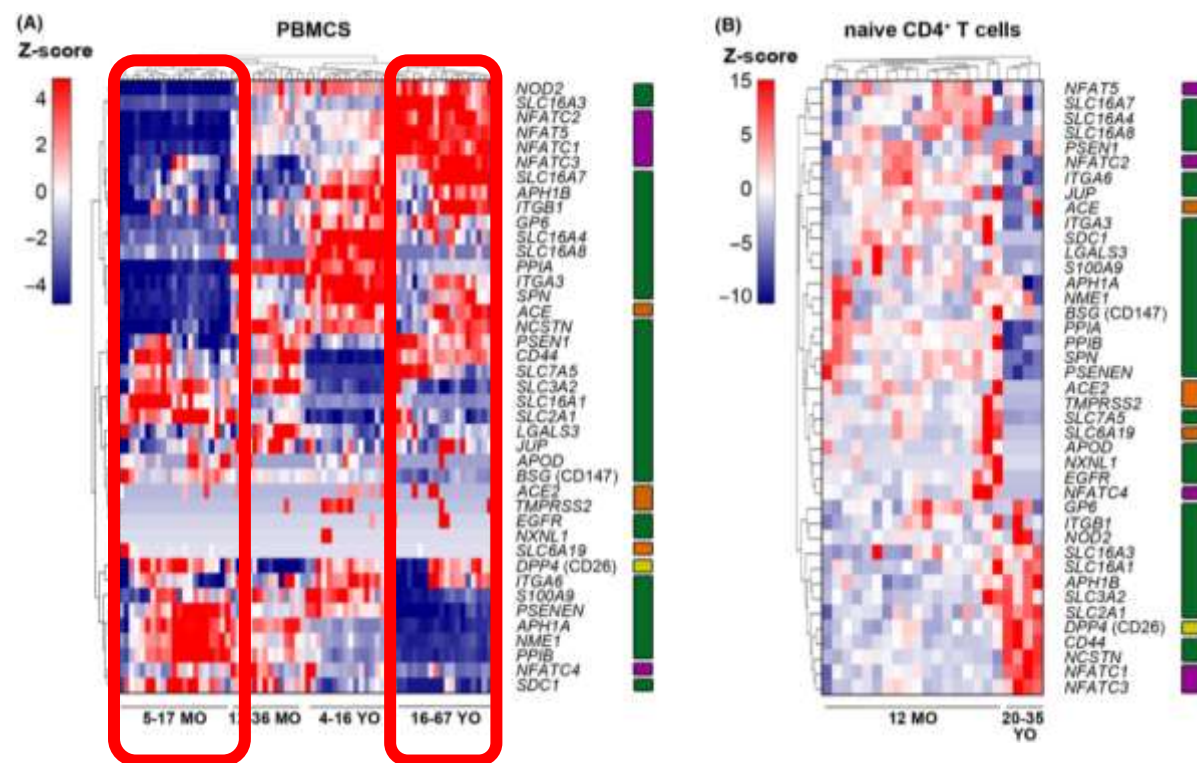 (A)
PBMCS
Z-score
4
2
0
−2
−4
NOD2
SLC16A3
NFATC2
NFAT5
NFATC1
NFATC3
SLC16A7
APH1B
ITGB1
GP6
SLC16A4
SLC16A8
PPIA
ITGA3
SPN
ACE
NCSTN
PSEN1
CD44
SLC7A5
SLC3A2
SLC16A1
SLC2A1
LGALS3
JUP
APOD
BSG (CD147)
ACE2
TMPRSS2
EGFR
NXNL1
SLC6A19
DPP4 (CD26)
ITGA6
S100A9
PSENEN
APH1A
NME1
PPIB
NFATC4
SDC1
5-17 MO
36 MO
4-16 YO
16-67 YO
(B)
naive CD4⁺ T cells
Z-score
15
5
0
−5
−10
NFAT5
SLC16A7
SLC16A4
SLC16A8
PSEN1
NFATC2
ITGA6
JUP
ACE
ITGA3
SDC1
LGALS3
S100A9
APH1A
NME1
BSG (CD147)
PPIA
PPIB
SPN
PSENEN
ACE2
TMPRSS2
SLC7A5
SLC6A19
APOD
NXNL1
EGFR
NFATC4
GP6
ITGB1
NOD2
SLC16A3
SLC16A1
APH1B
SLC3A2
SLC2A1
DPP4 (CD26)
CD44
NCSTN
NFATC1
NFATC3
12 MO
20-35
YO